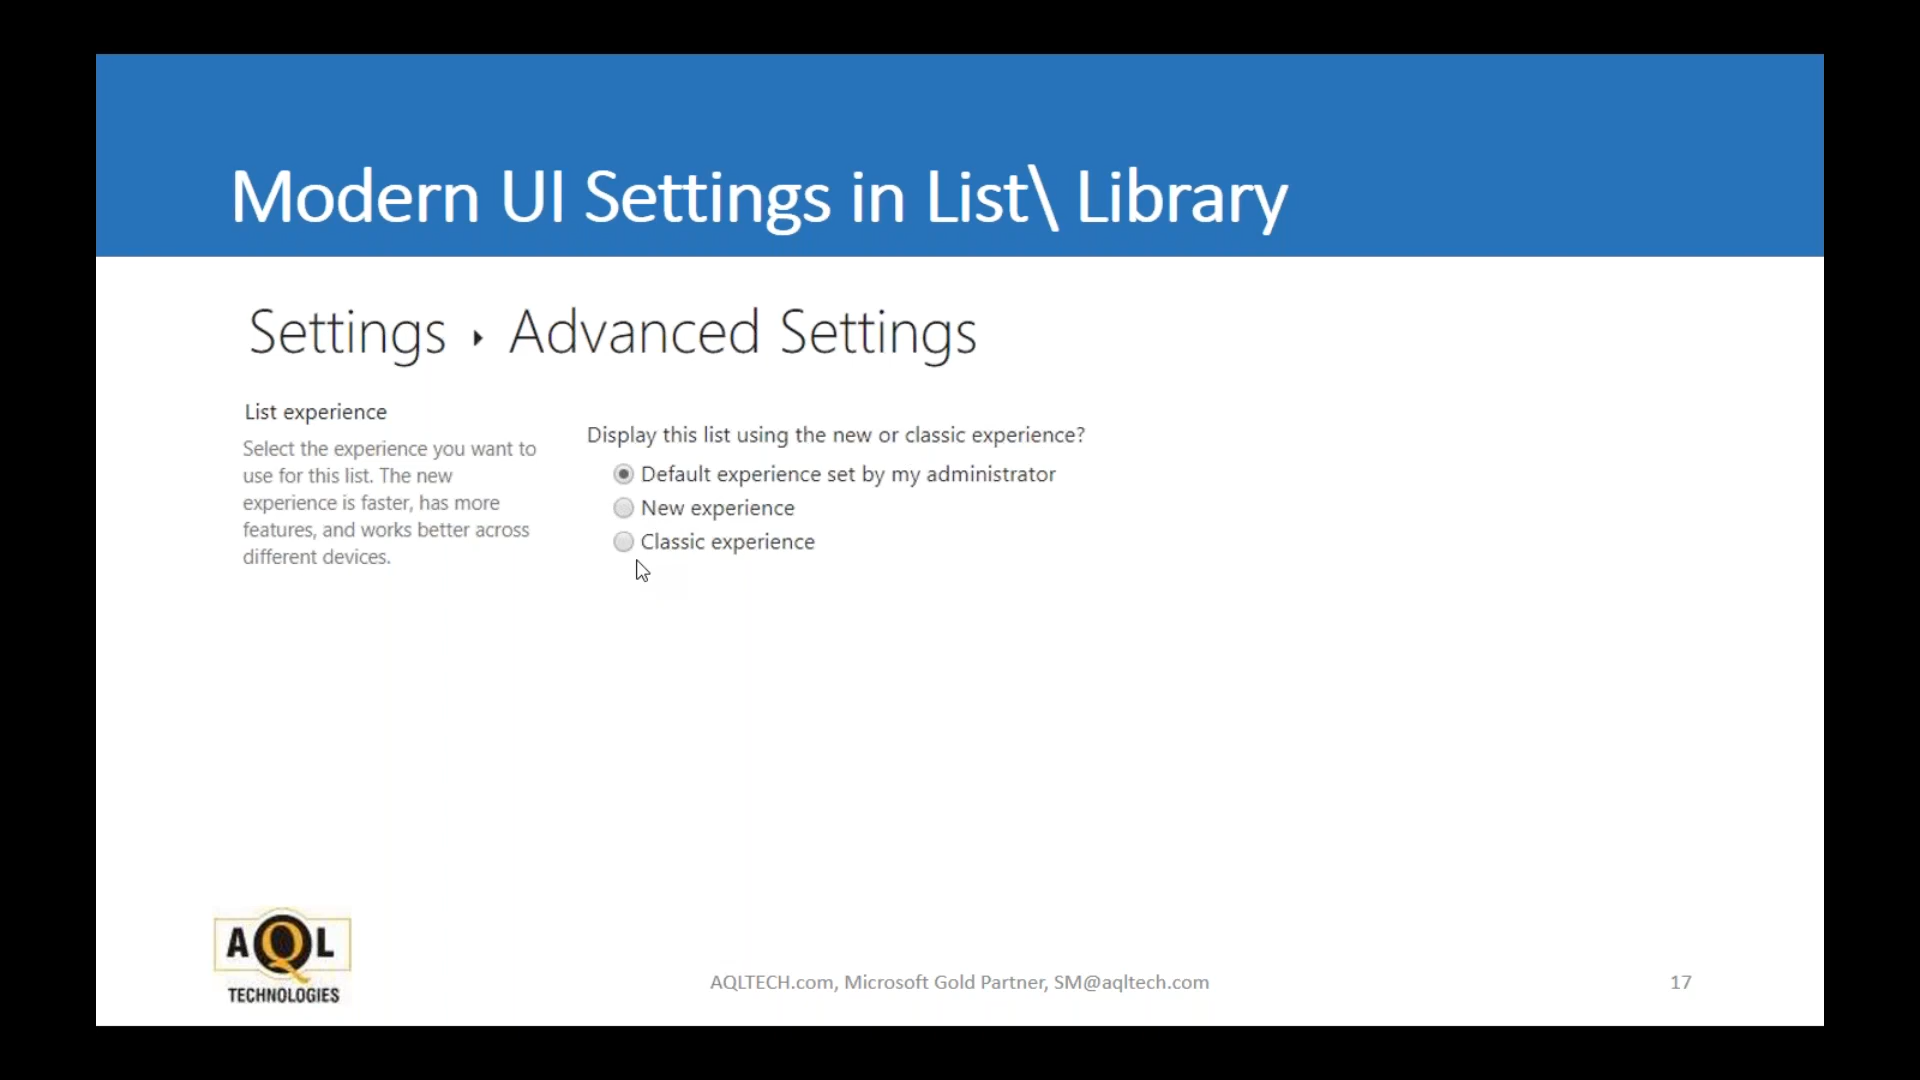 Modern UI Settings in List\ Library
Settings ▸ Advanced Settings
List experience
Select the experience you want to
use for this list. The new
experience is faster, has more
features, and works better across
different devices.
Display this list using the new or classic experience?
Default experience set by my administrator
New experience
Classic experience
AQL
TECHNOLOGIES
AQLTECH.com, Microsoft Gold Partner, SM@aqltech.com
17